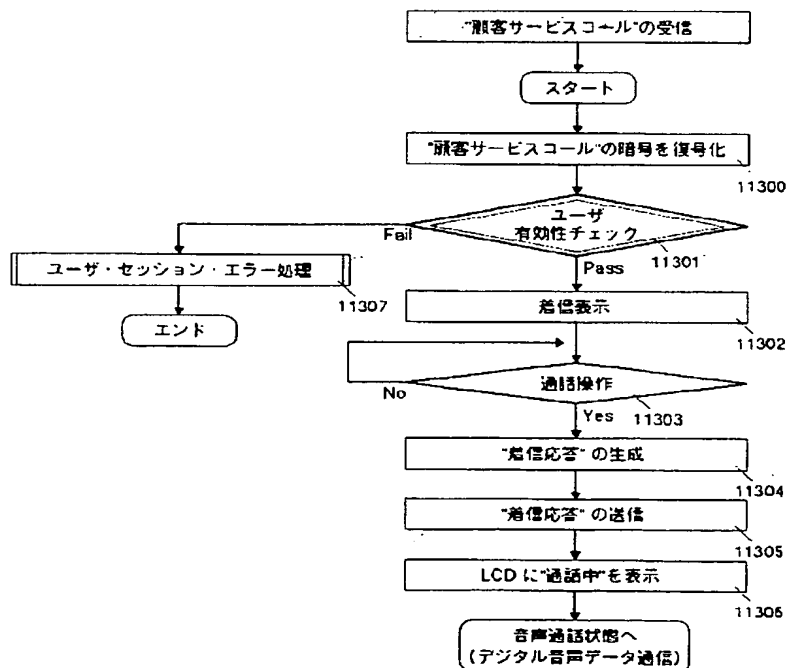 "顧客サービスコール"の受信
スタート
"顧客サービスコール"の暗号を復号化
11300
ユーザ
有効性チェック
Fail
11301
Pass
ユーザ・セッション・エラー処理
11307
エンド
着信表示
11302
通話操作
No
11303
Yes
"着信応答" の生成
11304
"着信応答" の送信
11305
LCD に"通話中"を表示
11306
音声通話状態へ
(デジタル音声データ通信)